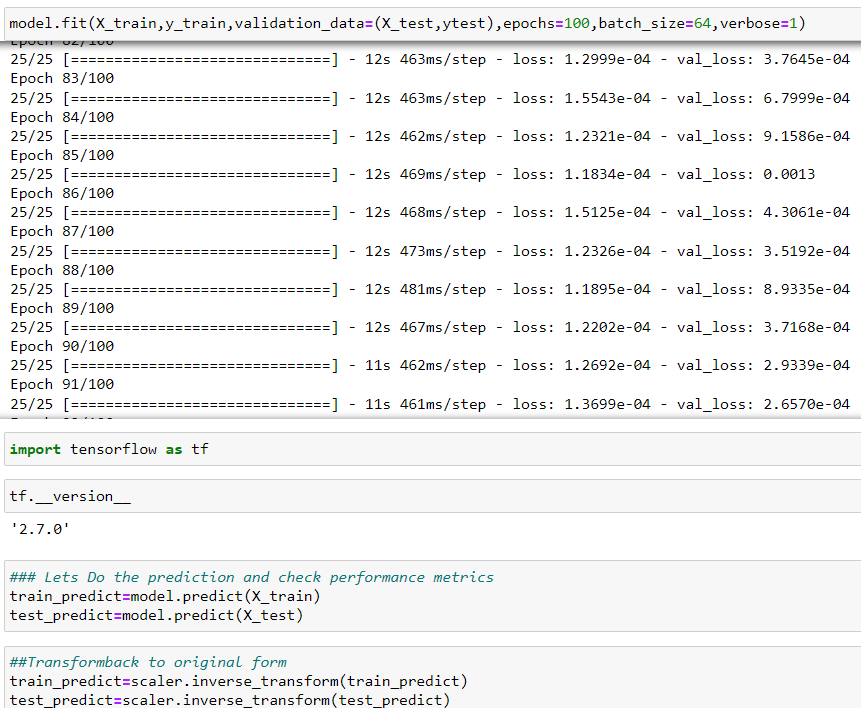 model.fit(X_train,y_train,validation_data=(X_test,ytest),epochs=100,batch_size=64,verbose=1)
Epoch 82/100
25/25 [==============================] - 12s 463ms/step - loss: 1.2999e-04 - val_loss: 3.7645e-04
Epoch 83/100
25/25 [==============================] - 12s 463ms/step - loss: 1.5543e-04 - val_loss: 6.7999e-04
Epoch 84/100
25/25 [==============================] - 12s 462ms/step - loss: 1.2321e-04 - val_loss: 9.1586e-04
Epoch 85/100
25/25 [==============================] - 12s 469ms/step - loss: 1.1834e-04 - val_loss: 0.0013
Epoch 86/100
25/25 [==============================] - 12s 468ms/step - loss: 1.5125e-04 - val_loss: 4.3061e-04
Epoch 87/100
25/25 [==============================] - 12s 473ms/step - loss: 1.2326e-04 - val_loss: 3.5192e-04
Epoch 88/100
25/25 [==============================] - 12s 481ms/step - loss: 1.1895e-04 - val_loss: 8.9335e-04
Epoch 89/100
25/25 [==============================] - 12s 467ms/step - loss: 1.2202e-04 - val_loss: 3.7168e-04
Epoch 90/100
25/25 [==============================] - 11s 462ms/step - loss: 1.2692e-04 - val_loss: 2.9339e-04
Epoch 91/100
25/25 [==============================] - 11s 461ms/step - loss: 1.3699e-04 - val_loss: 2.6570e-04
import tensorflow as tf
tf.__version__
'2.7.0'
### Lets Do the prediction and check performance metrics
train_predict=model.predict(X_train)
test_predict=model.predict(X_test)
##Transformback to original form
train_predict=scaler.inverse_transform(train_predict)
test_predict=scaler.inverse_transform(test_predict)